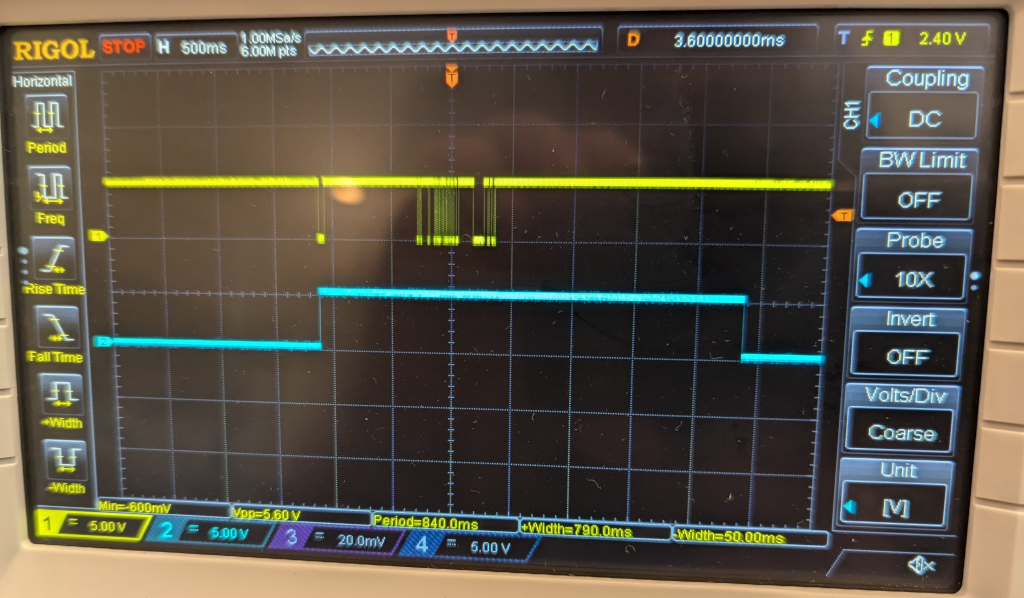 RIGOL STOP H 500ms 1.00MSa/s 6.00M pts T D 3.60000000ms T 1 2.40 V
Horizontal
Period
Freq
Rise Time
Fall Time
+Width
-Width
T
T
1
2
CH1
Coupling
DC
BW Limit
OFF
Probe
10X
Invert
OFF
Volts/Div
Coarse
Unit
[V]
Min=-600mV Vpp=5.60 V Period=840.0ms +Width=790.0ms -Width=50.00ms
1 5.00 V 2 5.00 V 3 20.0mV 4 5.00 V